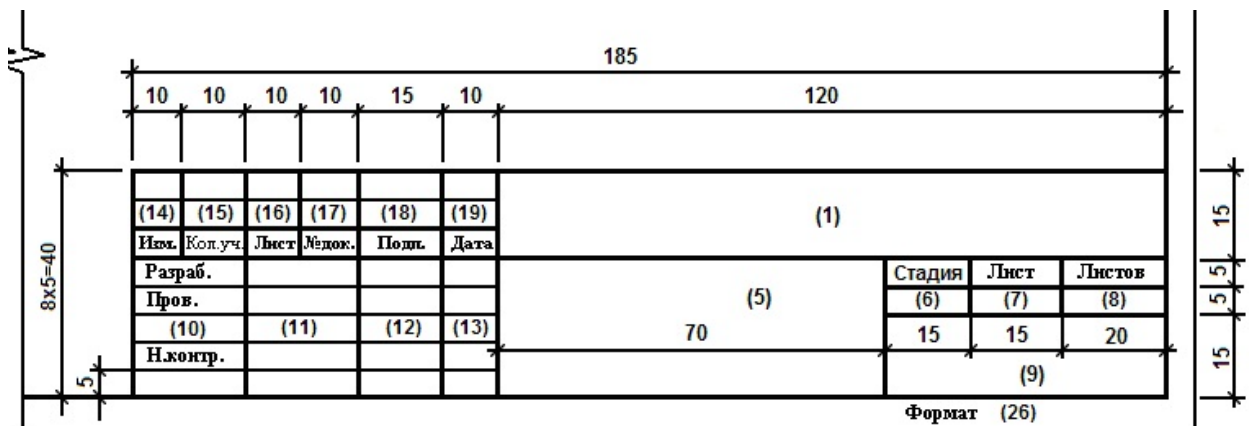 185
10 10 10 10 15 10 120
(14) (15) (16) (17) (18) (19) (1) 15
Изм. Кол.уч. Лист №док. Подп. Дата
8х5=40
Разраб. Стадия Лист Листов 5
Пров. (5) (6) (7) (8) 5
(10) (11) (12) (13) 70 15 15 20
Н.контр. 15
5 (9)
Формат (26)